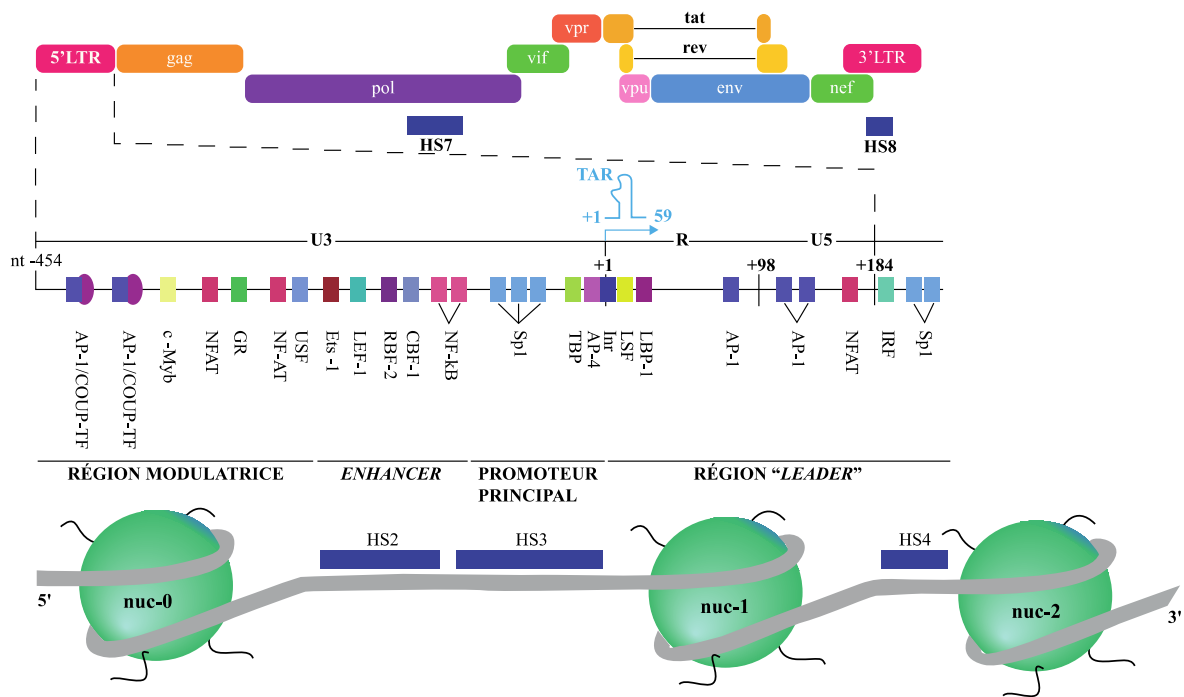 vpr
tat
5'LTR
gag
vif
rev
3'LTR
pol
vpu
env
nef
HS7
HS8
TAR
+1
59
U3
R
U5
nt -454
+1
+98
+184
AP-1/COUP-TF
AP-1/COUP-TF
c-Myb
NFAT
GR
NF-AT
USF
Ets-1
LEF-1
RBF-2
CBF-1
NF-kB
Sp1
TBP
AP-4
Inr
LSF
LBP-1
AP-1
AP-1
NFAT
IRF
Sp1
RÉGION MODULATRICE
ENHANCER
PROMOTEUR
PRINCIPAL
RÉGION “LEADER”
HS2
HS3
HS4
5'
nuc-0
nuc-1
nuc-2
3'